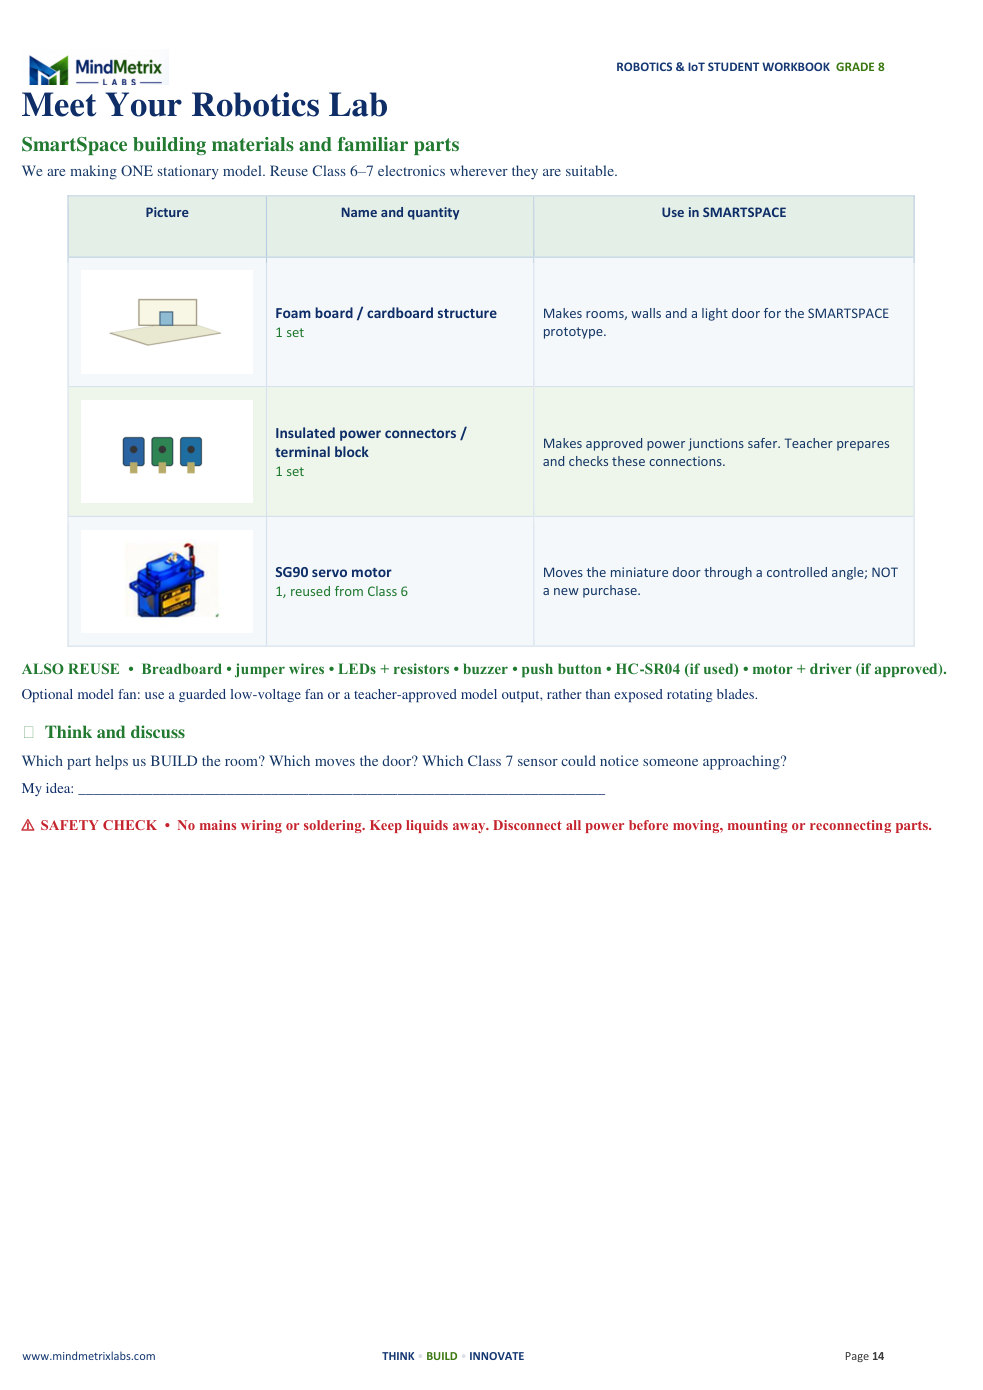 MindMetrix
LABS
ROBOTICS & IoT STUDENT WORKBOOK GRADE 8
Meet Your Robotics Lab
SmartSpace building materials and familiar parts
We are making ONE stationary model. Reuse Class 6–7 electronics wherever they are suitable.
Picture
Name and quantity
Use in SMARTSPACE
Foam board / cardboard structure
1 set
Makes rooms, walls and a light door for the SMARTSPACE
prototype.
Insulated power connectors /
terminal block
1 set
Makes approved power junctions safer. Teacher prepares
and checks these connections.
SG90 servo motor
1, reused from Class 6
Moves the miniature door through a controlled angle; NOT
a new purchase.
ALSO REUSE • Breadboard • jumper wires • LEDs + resistors • buzzer • push button • HC-SR04 (if used) • motor + driver (if approved).
Optional model fan: use a guarded low-voltage fan or a teacher-approved model output, rather than exposed rotating blades.
Think and discuss
Which part helps us BUILD the room? Which moves the door? Which Class 7 sensor could notice someone approaching?
My idea: ______________________________________________________________________
⚠ SAFETY CHECK • No mains wiring or soldering. Keep liquids away. Disconnect all power before moving, mounting or reconnecting parts.
www.mindmetrixlabs.com
THINK • BUILD • INNOVATE
Page 14